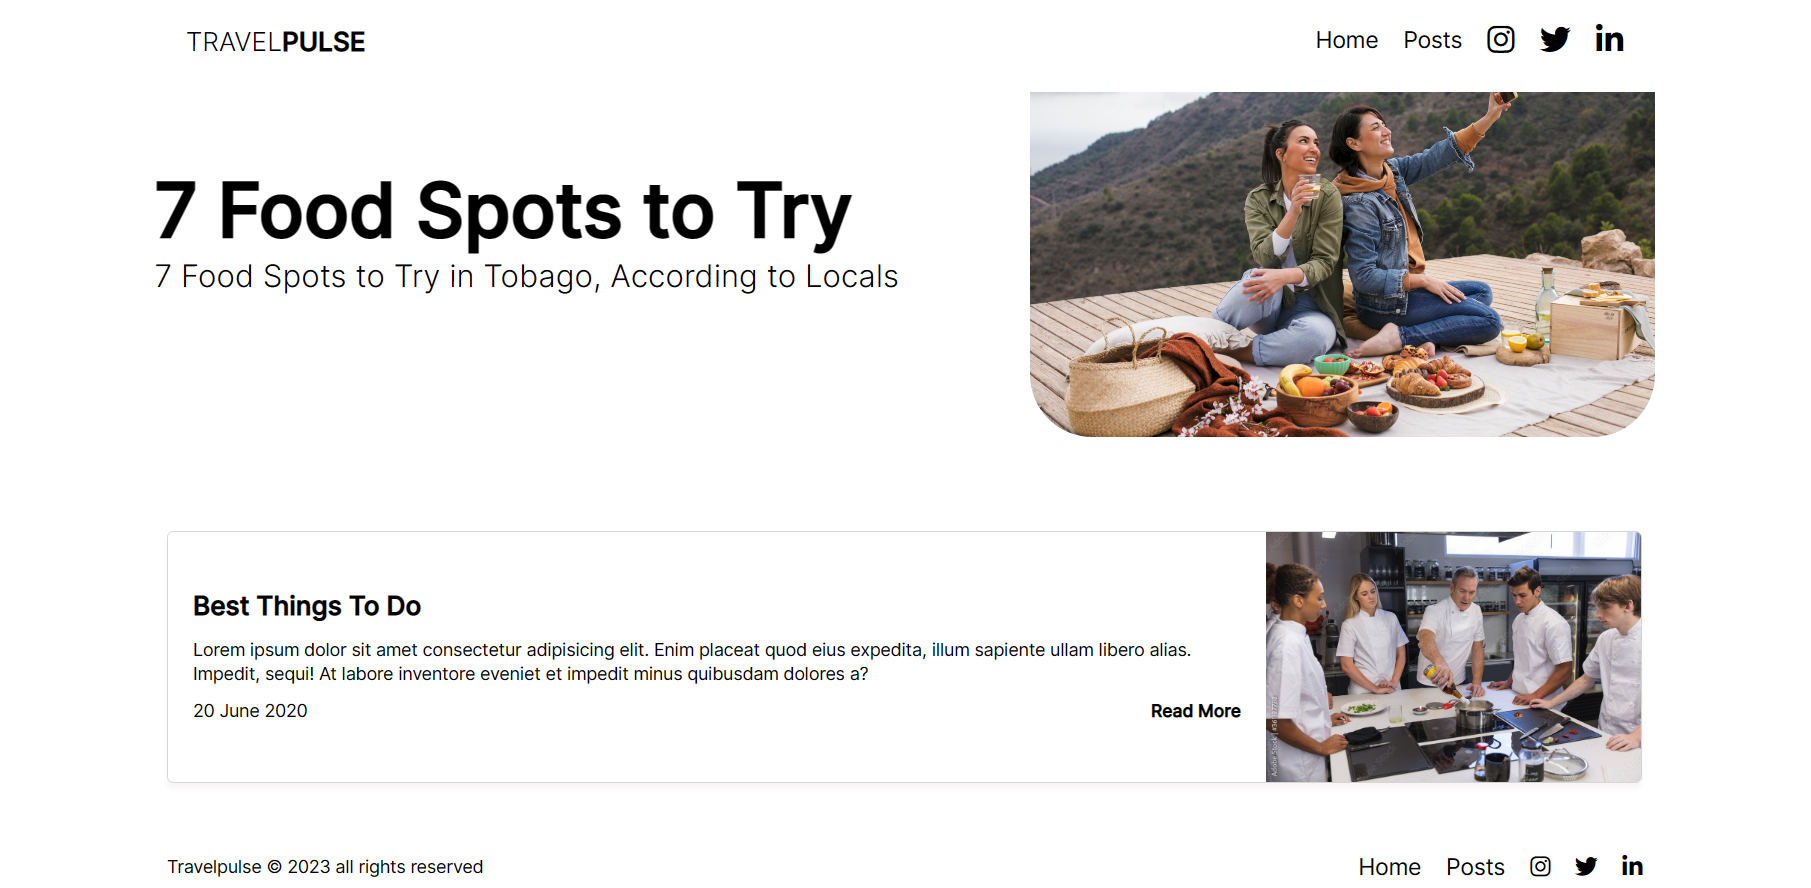 TRAVELPULSE
Home Posts
7 Food Spots to Try
7 Food Spots to Try in Tobago, According to Locals
Best Things To Do
Lorem ipsum dolor sit amet consectetur adipisicing elit. Enim placeat quod eius expedita, illum sapiente ullam libero alias.
Impedit, sequi! At labore inventore eveniet et impedit minus quibusdam dolores a?
20 June 2020
Read More
Adobe Stock
Travelpulse © 2023 all rights reserved
Home Posts